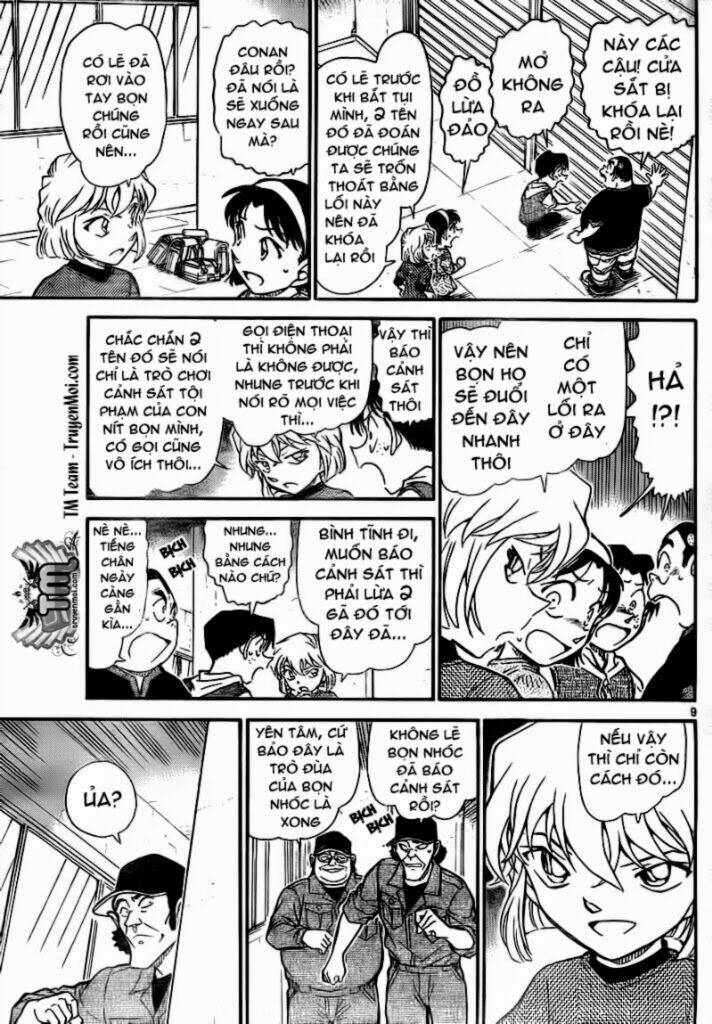 NÀY CÁC
CẬU! CỬA
SẮT BỊ
KHÓA LẠI
RỒI NÈ!
MỞ
KHÔNG
RA
ĐỒ
LỪA
ĐẢO
CÓ LẼ TRƯỚC
KHI BẮT TỤI
MÌNH, 2 TÊN
ĐÓ ĐÃ ĐOÁN
ĐƯỢC CHÚNG
TA SẼ TRỐN
THOÁT BẰNG
LỐI NÀY
NÊN ĐÃ
KHÓA
LẠI RỒI
CONAN
ĐÂU RỒI?
ĐÃ NÓI LÀ
SẼ XUỐNG
NGAY SAU
MÀ?
CÓ LẼ ĐÃ
RƠI VÀO
TAY BỌN
CHÚNG
RỒI CŨNG
NÊN...
HẢ
!?!
CHỈ
CÓ
MỘT
LỐI RA
Ở ĐÂY
VẬY NÊN
BỌN HỌ
SẼ ĐUỔI
ĐẾN ĐÂY
NHANH
THÔI
VẬY THÌ
BÁO
CẢNH
SÁT
THÔI
GỌI ĐIỆN THOẠI
THÌ KHÔNG PHẢI
LÀ KHÔNG ĐƯỢC,
NHƯNG TRƯỚC KHI
NÓI RÕ MỌI VIỆC
THÌ...
CHẮC CHẮN 2
TÊN ĐÓ SẼ NÓI
CHỈ LÀ TRÒ CHƠI
CẢNH SÁT TỘI
PHẠM CỦA CON
NÍT BỌN MÌNH,
CÓ GỌI CŨNG
VÔ ÍCH THÔI...
TM Team - TruyenMoi.com
TM
truyenmoi.com
BÌNH TĨNH ĐI,
MUỐN BÁO
CẢNH SÁT THÌ
PHẢI LỪA 2
GÃ ĐÓ TỚI
ĐÂY ĐÃ...
NHƯNG...
NHƯNG
BẰNG CÁCH
NÀO CHỨ?
BỊCH
BỊCH
NÈ NÈ...
TIẾNG
CHÂN
NGÀY
CÀNG
GẦN
KÌA...
9
NẾU VẬY
THÌ CHỈ CÒN
CÁCH ĐÓ...
KHÔNG LẼ
BỌN NHÓC
ĐÃ BÁO
CẢNH SÁT
RỒI?
YÊN TÂM, CỨ
BẢO ĐÂY LÀ
TRÒ ĐÙA
CỦA BỌN
NHÓC LÀ
XONG
BỊCH
BỊCH
ỦA?